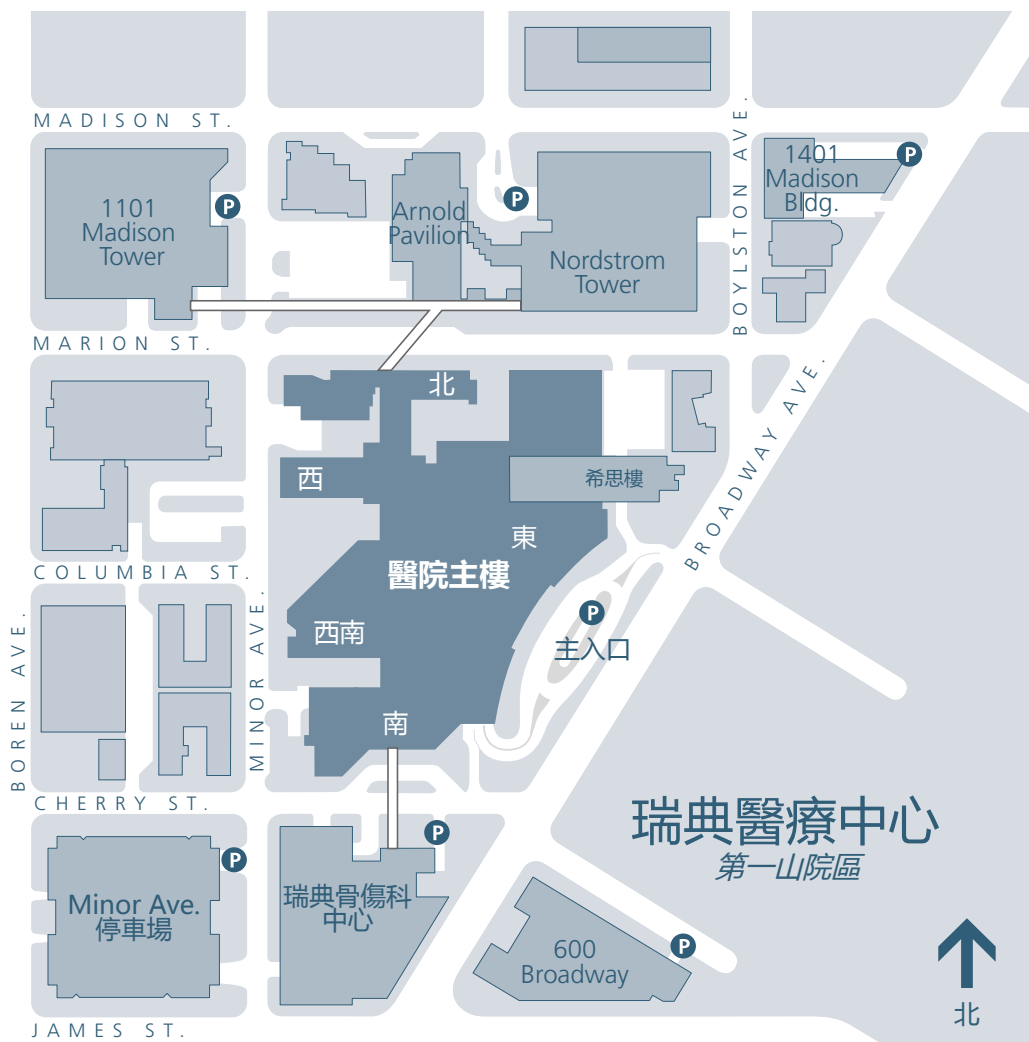 MADISON ST.
BOYLSTON AVE.
1401
Madison
Bldg.
P
1101
Madison
Tower
P
Arnold
Pavilion
P
Nordstrom
Tower
MARION ST.
北
西
希思樓
東
醫院主樓
BROADWAY AVE.
COLUMBIA ST.
BOREN AVE.
MINOR AVE.
西南
P
主入口
南
CHERRY ST.
瑞典醫療中心
第一山院區
P
P
Minor Ave.
停車場
瑞典骨傷科
中心
600
Broadway
P
北
JAMES ST.